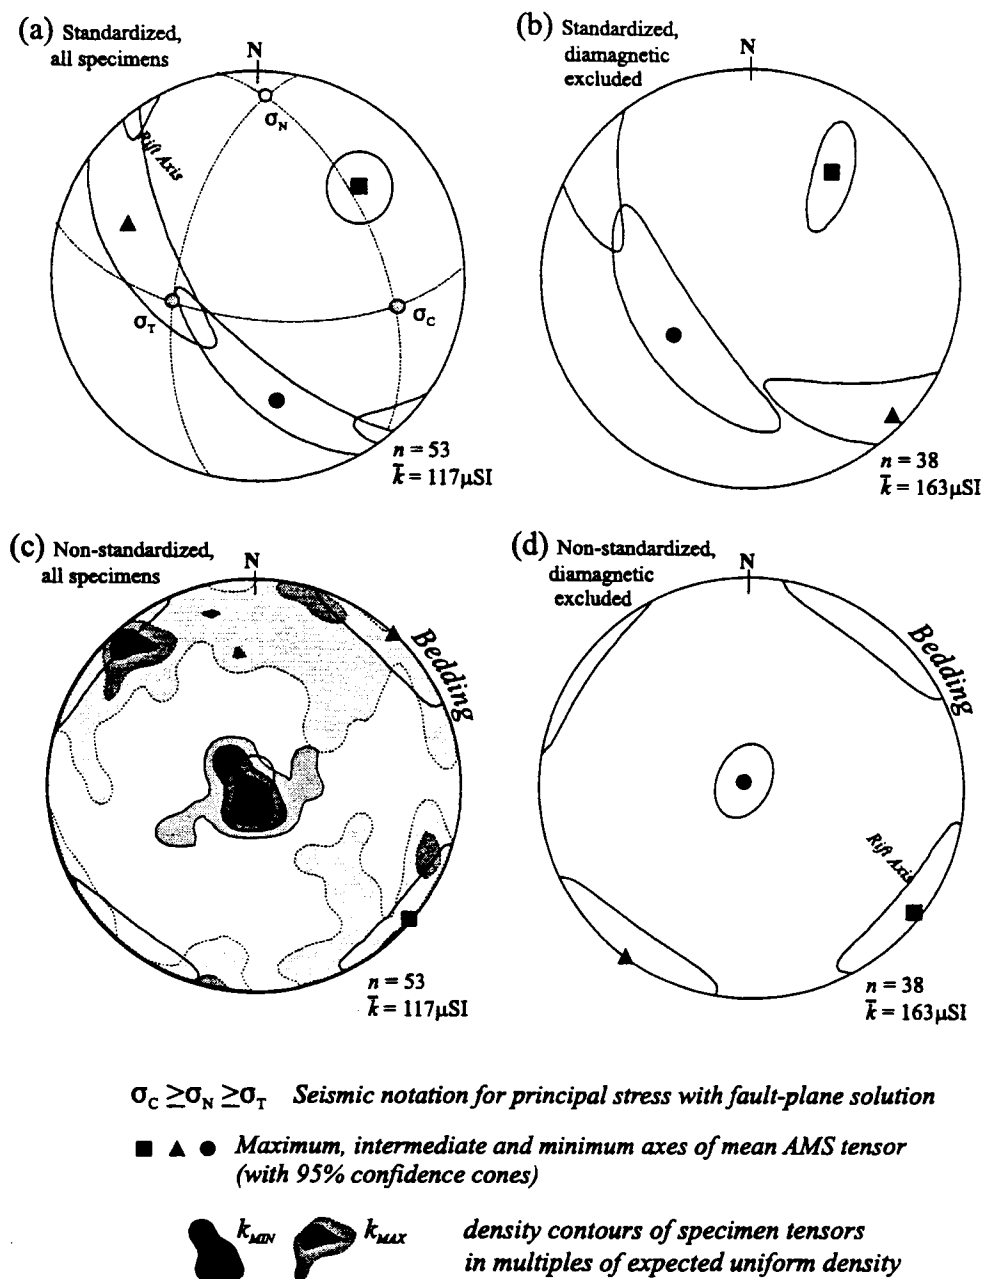 (a) Standardized,
all specimens
N
σN
Rift Axis
σT
σC
n = 53
k̅ = 117μSI
(b) Standardized,
diamagnetic
excluded
N
n = 38
k̅ = 163μSI
(c) Non-standardized,
all specimens
N
Bedding
n = 53
k̅ = 117μSI
(d) Non-standardized,
diamagnetic
excluded
N
Bedding
Rift Axis
n = 38
k̅ = 163μSI
σC ≥σN ≥σT Seismic notation for principal stress with fault-plane solution
■ ▲ ● Maximum, intermediate and minimum axes of mean AMS tensor
(with 95% confidence cones)
kMIN kMAX density contours of specimen tensors
in multiples of expected uniform density